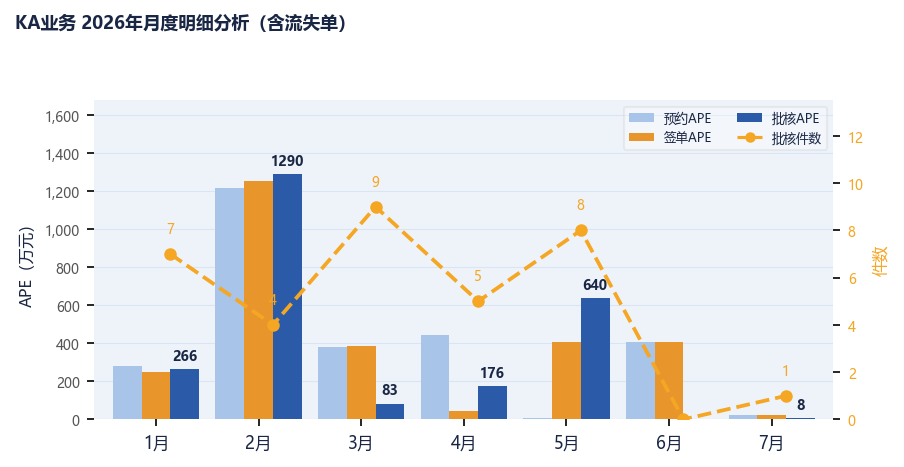 KA业务 2026年月度明细分析（含流失单）
预约APE
签单APE
批核APE
批核件数
APE（万元）
1,600
1,400
1,200
1,000
800
600
400
200
0
12
10
8
6
4
2
0
件数
7
4
9
5
8
1
266
1290
83
176
640
8
1月
2月
3月
4月
5月
6月
7月